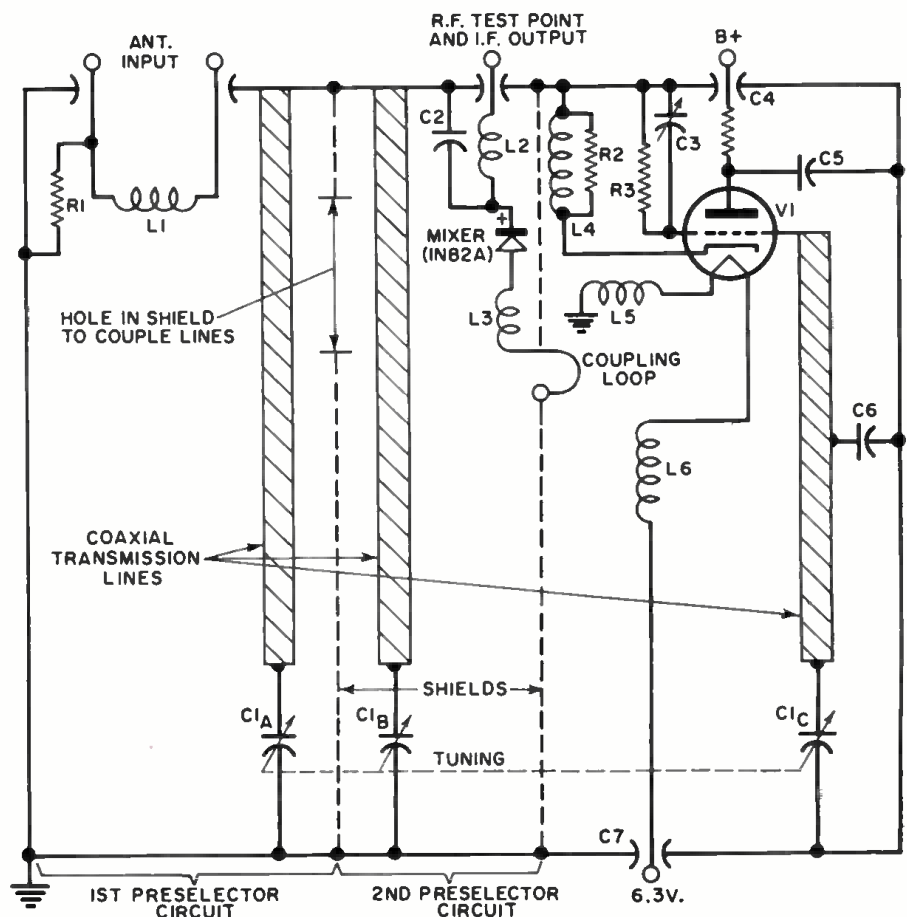 R.F. TEST POINT
AND I.F. OUTPUT
ANT.
INPUT
B+
C2
L2
C4
C3
R2
R3
C5
R1
L1
L4
V1
+
MIXER
(IN82A)
HOLE IN SHIELD
TO COUPLE LINES
L3
L5
COUPLING
LOOP
C6
L6
COAXIAL
TRANSMISSION
LINES
SHIELDS
C1A
C1B
C1C
TUNING
C7
1ST PRESELECTOR
CIRCUIT
2ND PRESELECTOR
CIRCUIT
6.3V.